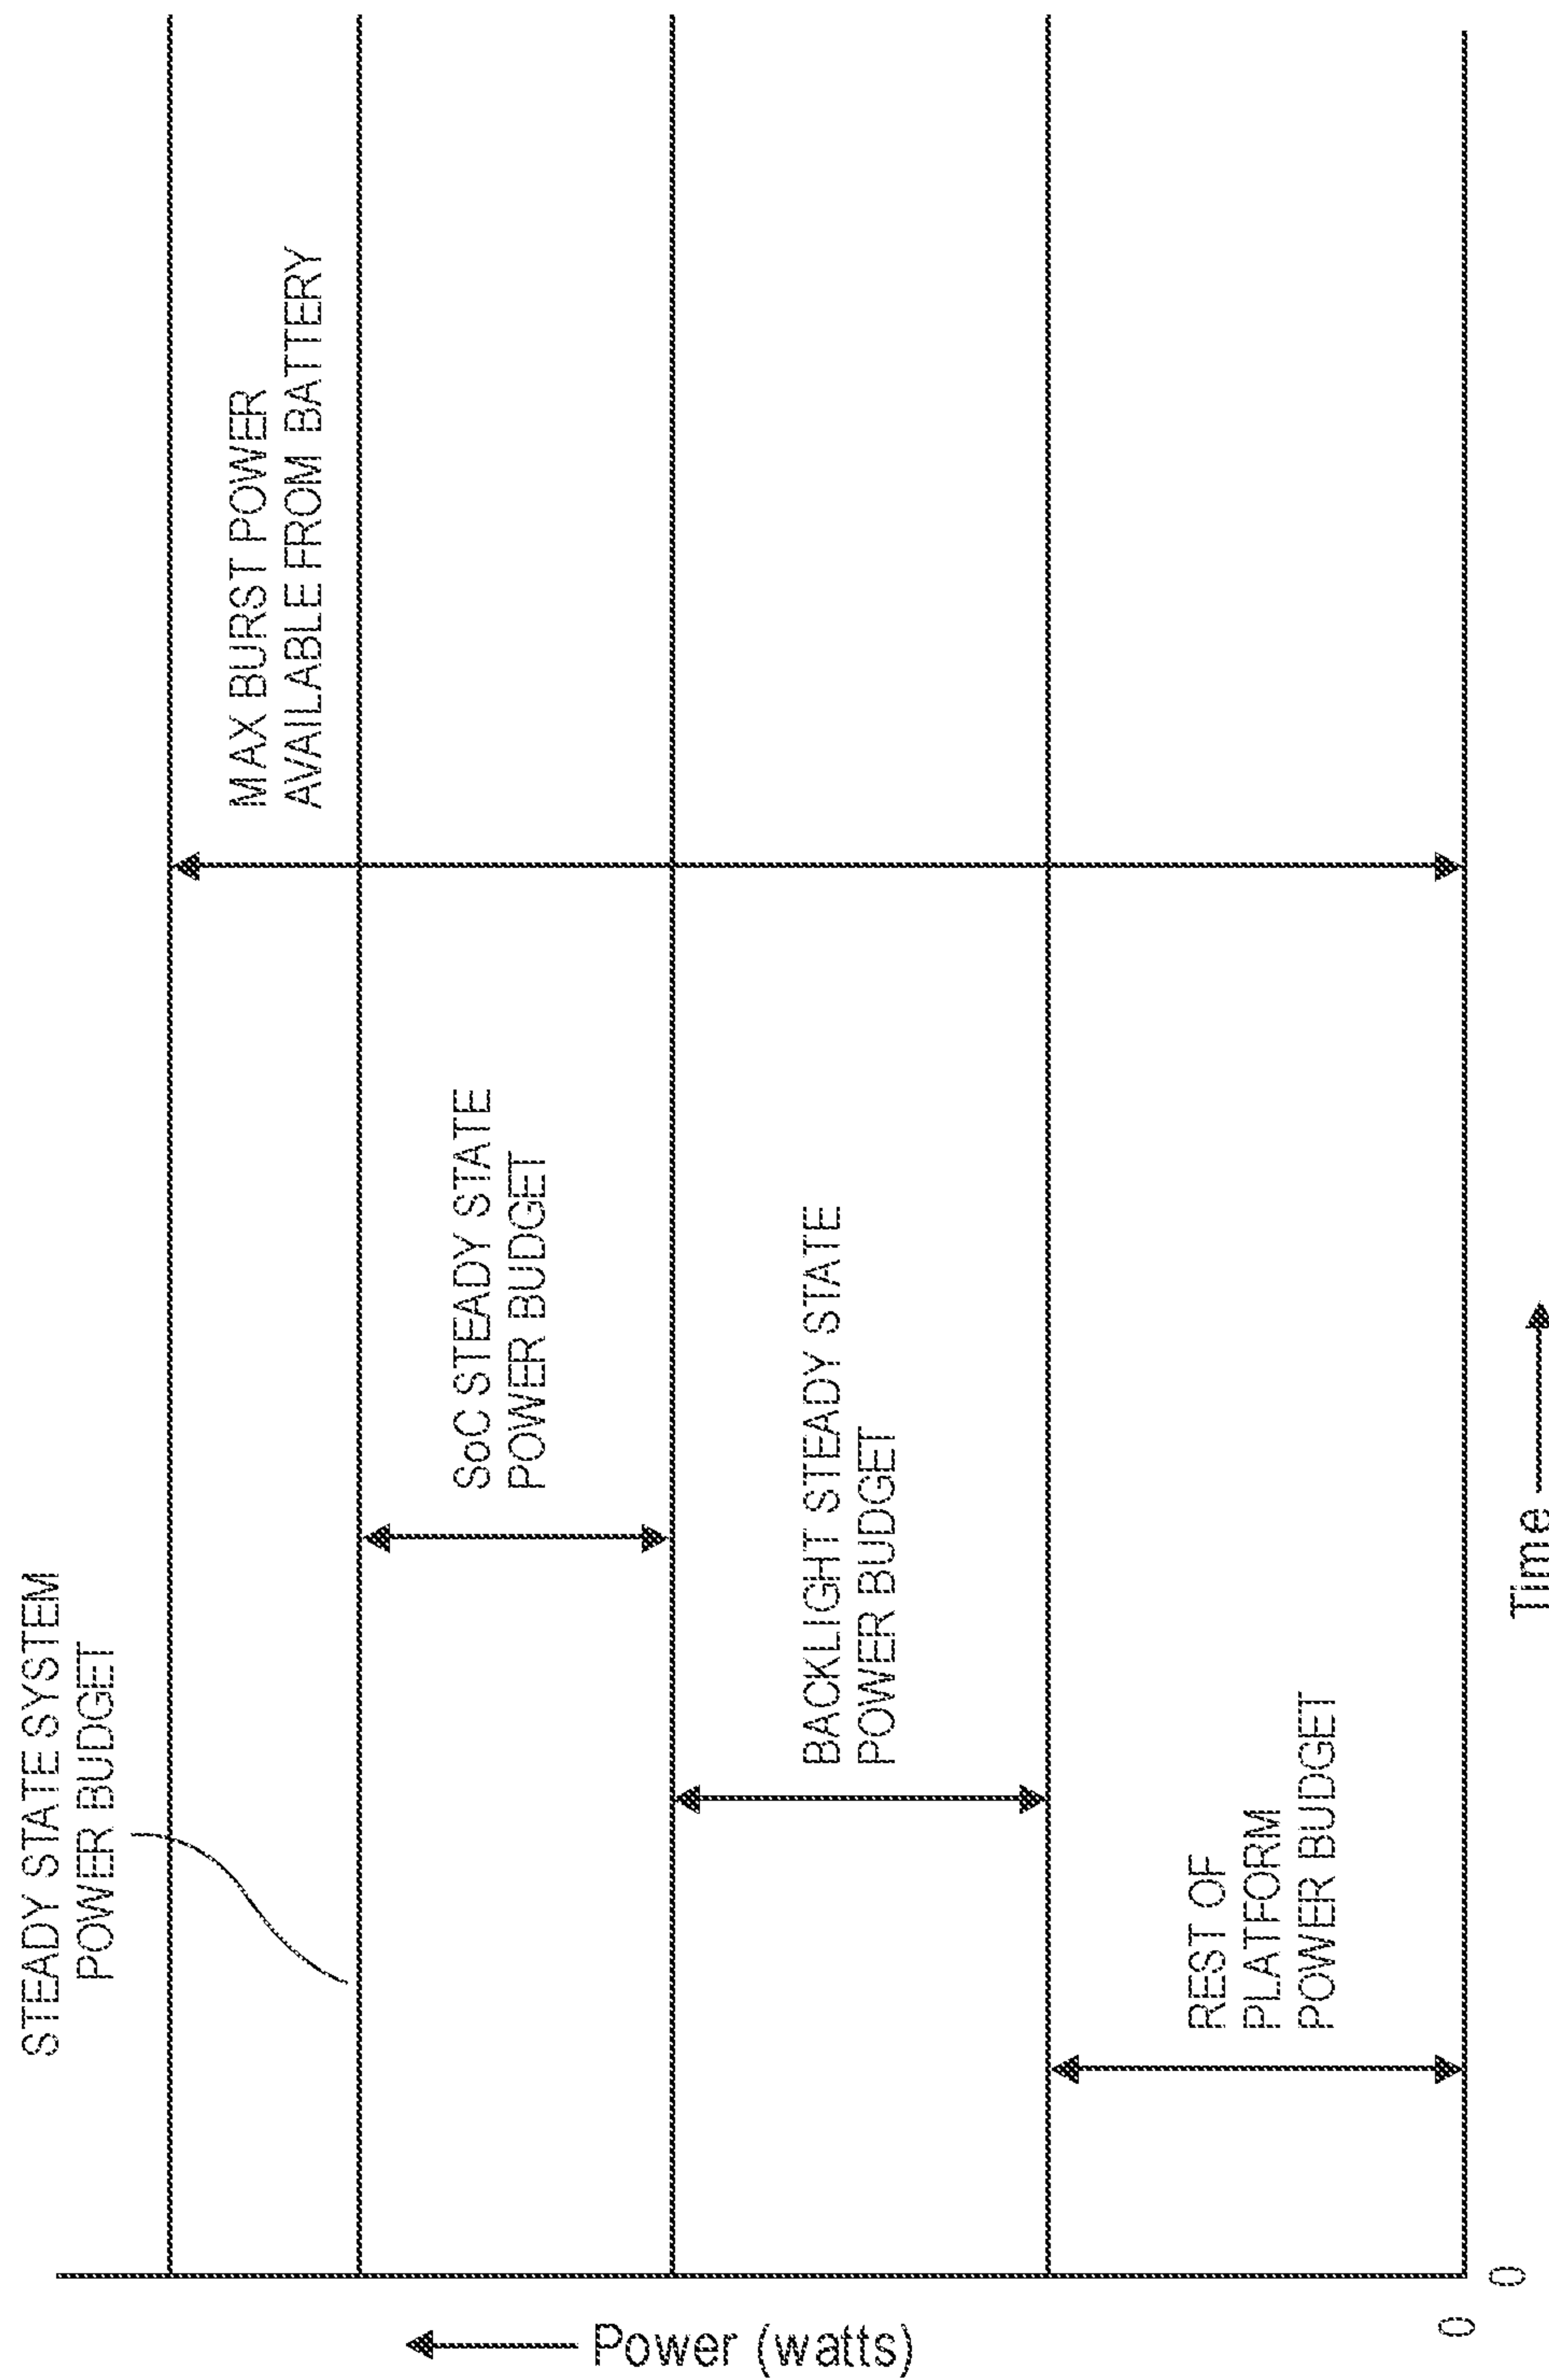 STEADY STATE SYSTEM
POWER BUDGET
MAX BURST POWER
AVAILABLE FROM BATTERY
SoC STEADY STATE
POWER BUDGET
BACKLIGHT STEADY STATE
POWER BUDGET
REST OF
PLATFORM
POWER BUDGET
Power (watts)
0
0
Time